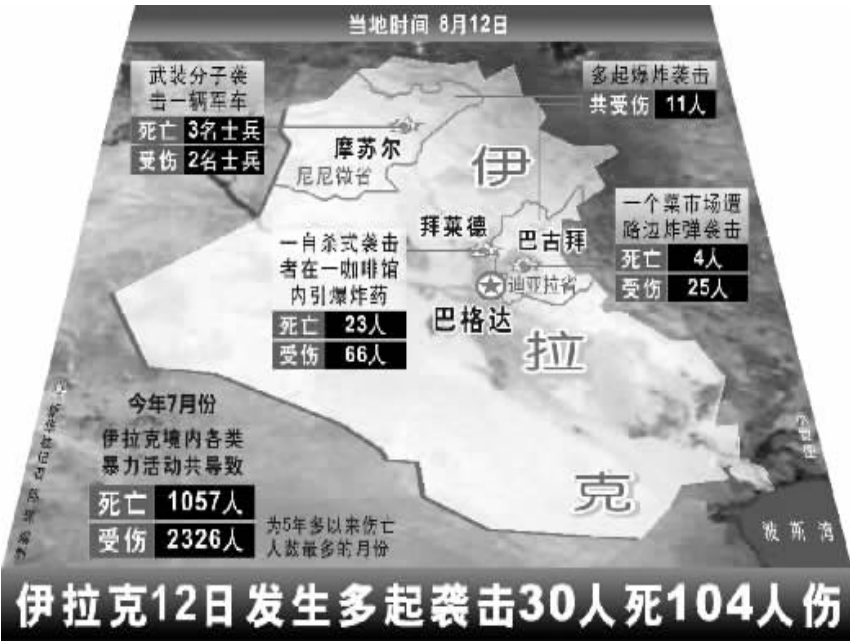 当地时间 8月12日
武装分子袭
击一辆军车
死亡 3名士兵
受伤 2名士兵
多起爆炸袭击
共受伤 11人
摩苏尔
尼尼微省
伊
一个菜市场遭
路边炸弹袭击
死亡 4人
受伤 25人
拜莱德
巴古拜
一自杀式袭击
者在一咖啡馆
内引爆炸药
死亡 23人
受伤 66人
迪亚拉省
巴格达
拉
今年7月份
伊拉克境内各类
暴力活动共导致
死亡 1057人
受伤 2326人
为5年多以来伤亡
人数最多的月份
克
波斯湾
新华社记者
伊拉克12日发生多起袭击30人死104人伤